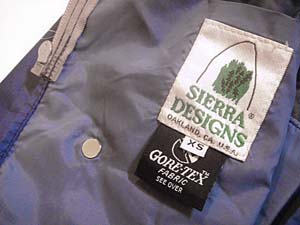 SIERRA
DESIGNS®
OAKLAND, CA. U.S.A.
XS
GORE-TEX
FABRIC
SEE OVER